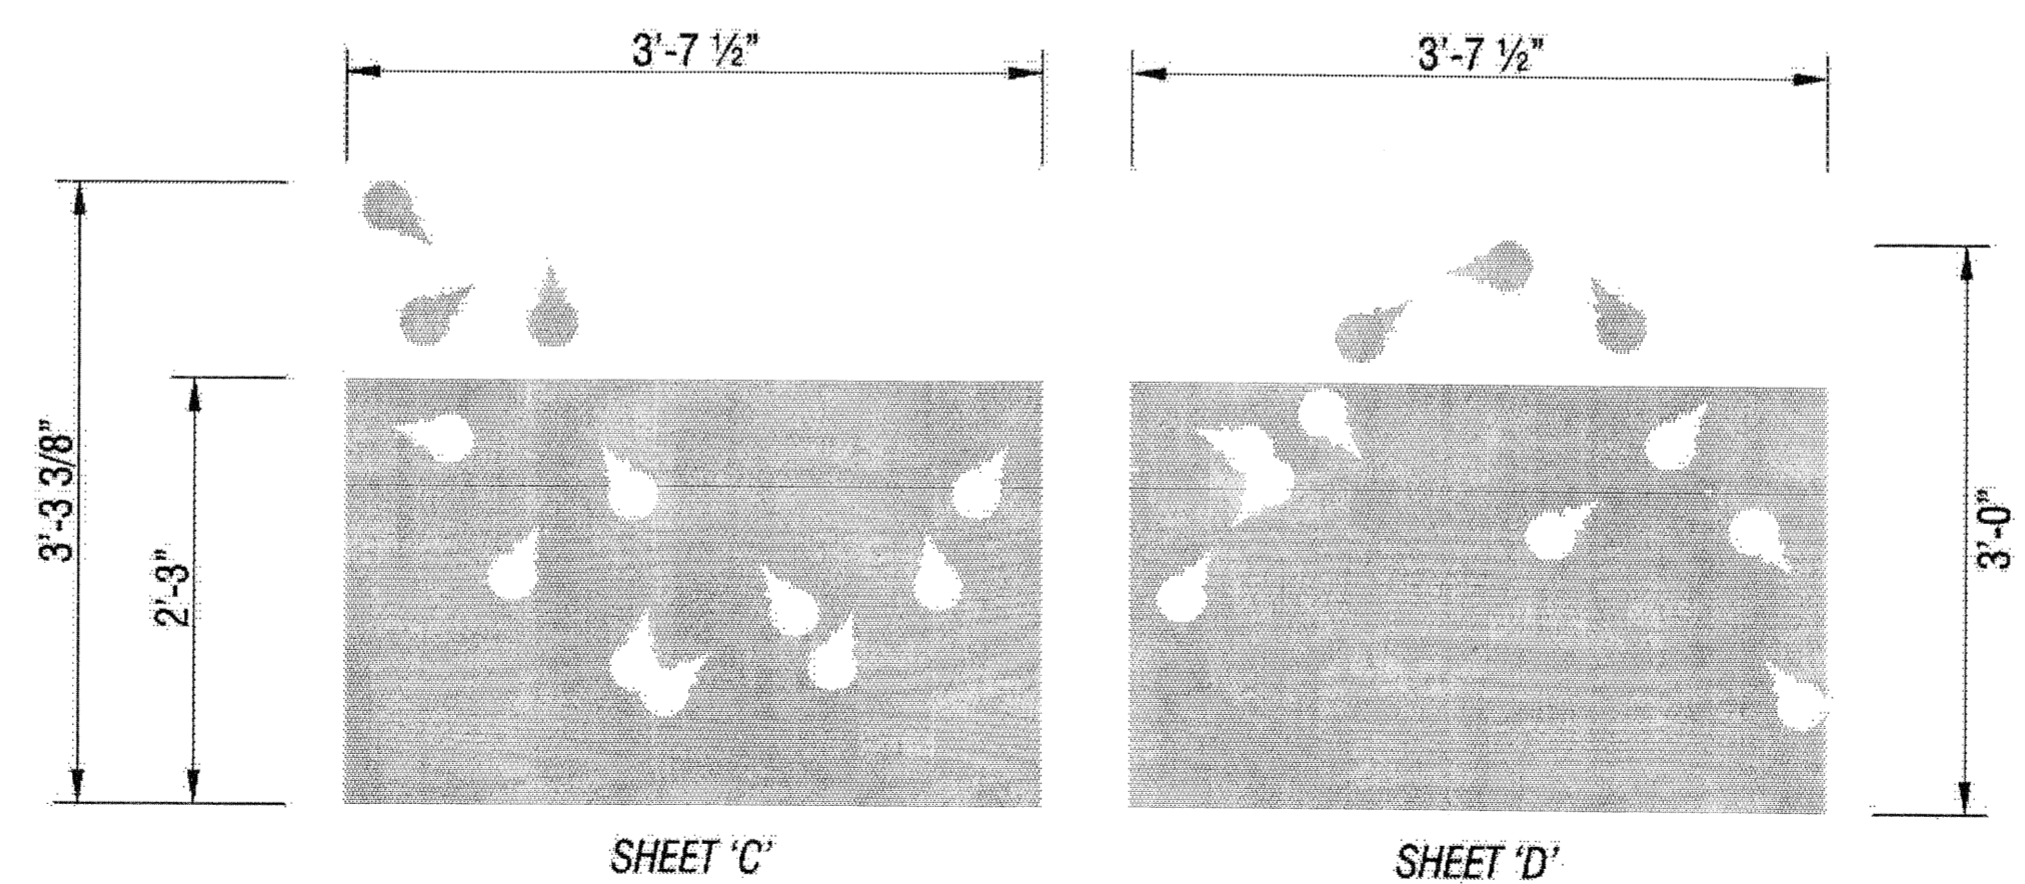 3'-7 ½"
3'-7 ½"
3'-3 3/8"
2'-3"
3'-0"
SHEET ‘C’
SHEET ‘D’